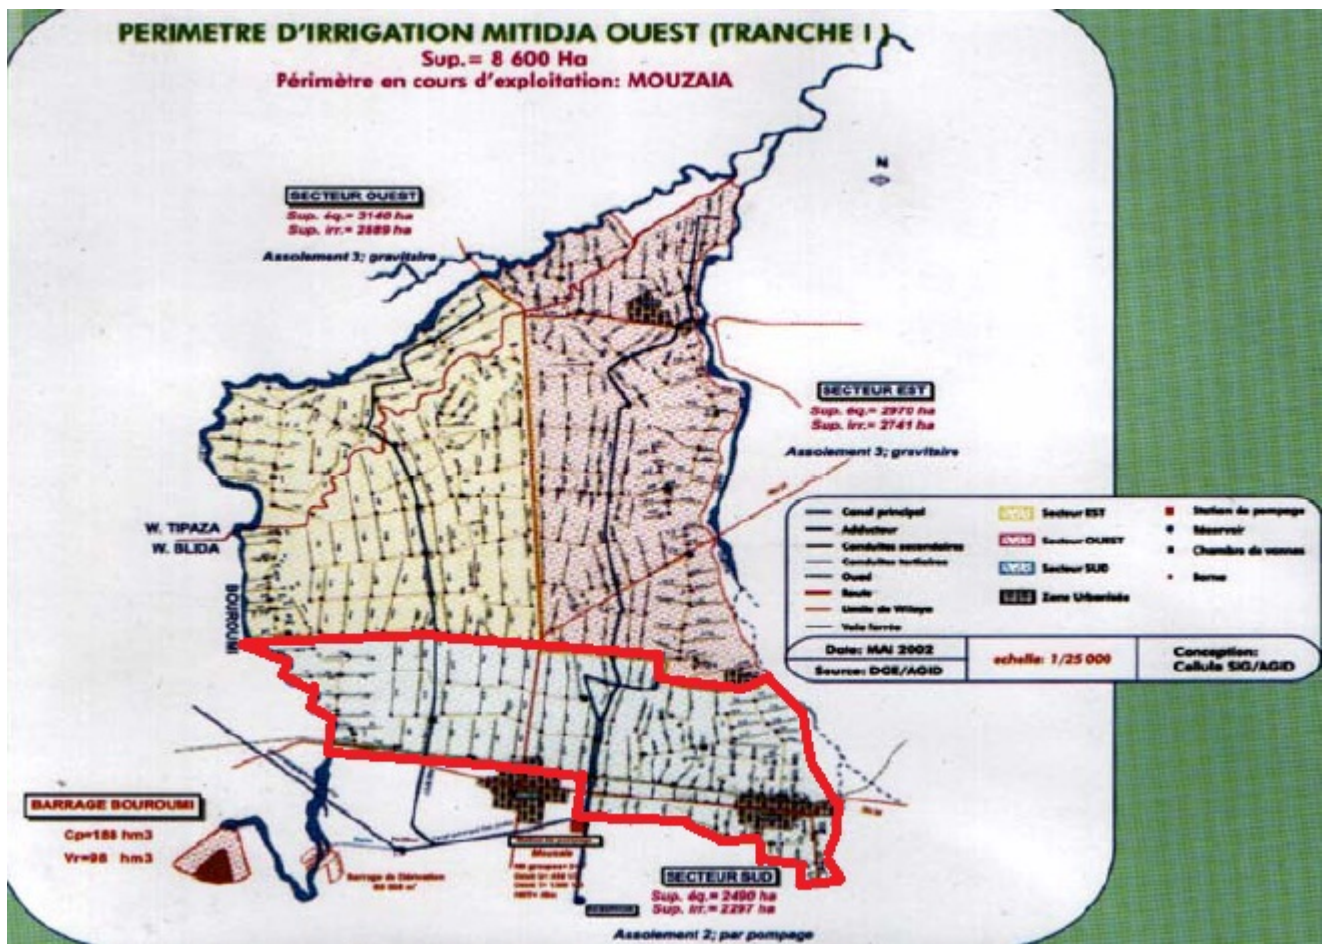 PERIMETRE D'IRRIGATION MITIDJA OUEST (TRANCHE I )
Sup.= 8 600 Ha
Périmètre en cours d'exploitation: MOUZAIA
N
SECTEUR OUEST
Sup. éq.= 3140 ha
Sup. irr.= 2889 ha
Assolement 3; gravitaire
SECTEUR EST
Sup. éq.= 2970 ha
Sup. irr.= 2741 ha
Assolement 3; gravitaire
W. TIPAZA
W. BLIDA
BOUROUMI
Canal principal
Adducteur
Conduites secondaires
Conduites tertiaires
Oued
Route
Limite de Wilaya
Voie ferrée
Secteur EST
Secteur OUEST
Secteur SUD
Zone Urbanisée
Station de pompage
Réservoir
Chambre de vannes
Borne
Date: MAI 2002
Source: DGE/AGID
echelle: 1/25 000
Conception:
Cellule SIG/AGID
BARRAGE BOUROUMI
Cp=188 hm3
Vr=98 hm3
Barrage de Dérivation
Mouzaia
SECTEUR SUD
Sup. éq.= 2490 ha
Sup. irr.= 2297 ha
Assolement 2; par pompage